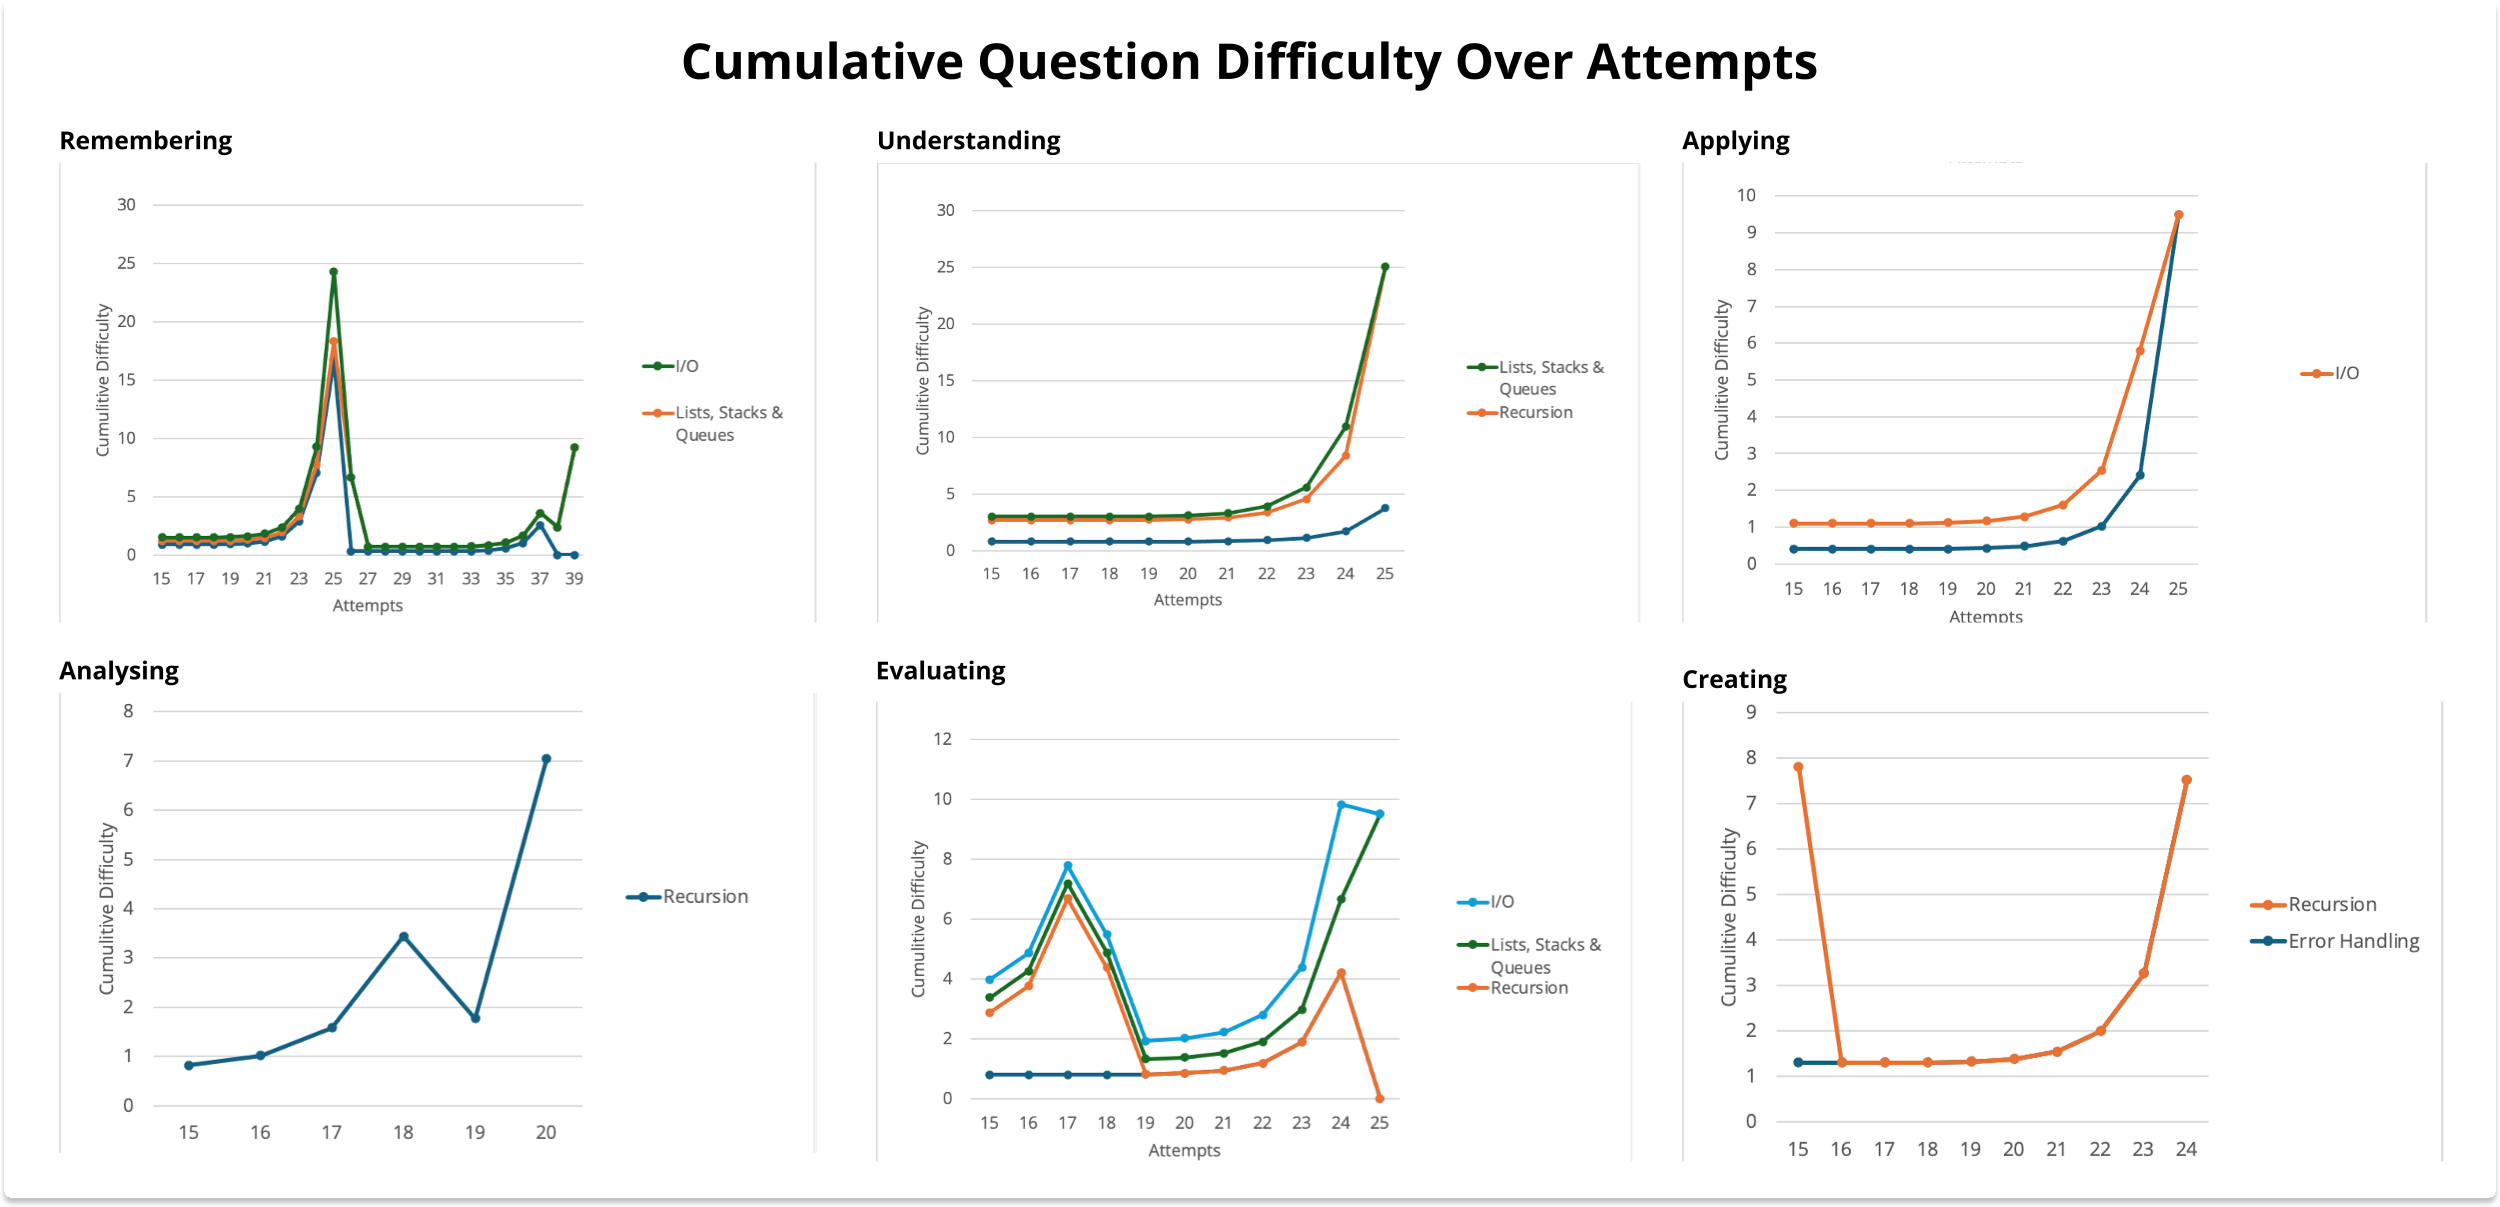 Cumulative Question Difficulty Over Attempts
Remembering
30
25
20
15
10
5
0
Cumulitive Difficulty
15 17 19 21 23 25 27 29 31 33 35 37 39
Attempts
I/O
Lists, Stacks &
Queues
Understanding
30
25
20
15
10
5
0
Cumulitive Difficulty
15 16 17 18 19 20 21 22 23 24 25
Attempts
Lists, Stacks &
Queues
Recursion
Applying
10
9
8
7
6
5
4
3
2
1
0
Cumulitive Difficulty
15 16 17 18 19 20 21 22 23 24 25
Attempts
I/O
Analysing
8
7
6
5
4
3
2
1
0
Cumulitive Difficulty
15 16 17 18 19 20
Recursion
Evaluating
12
10
8
6
4
2
0
Cumulitive Difficulty
15 16 17 18 19 20 21 22 23 24 25
Attempts
I/O
Lists, Stacks &
Queues
Recursion
Creating
9
8
7
6
5
4
3
2
1
0
Cumulitive Difficulty
15 16 17 18 19 20 21 22 23 24
Recursion
Error Handling